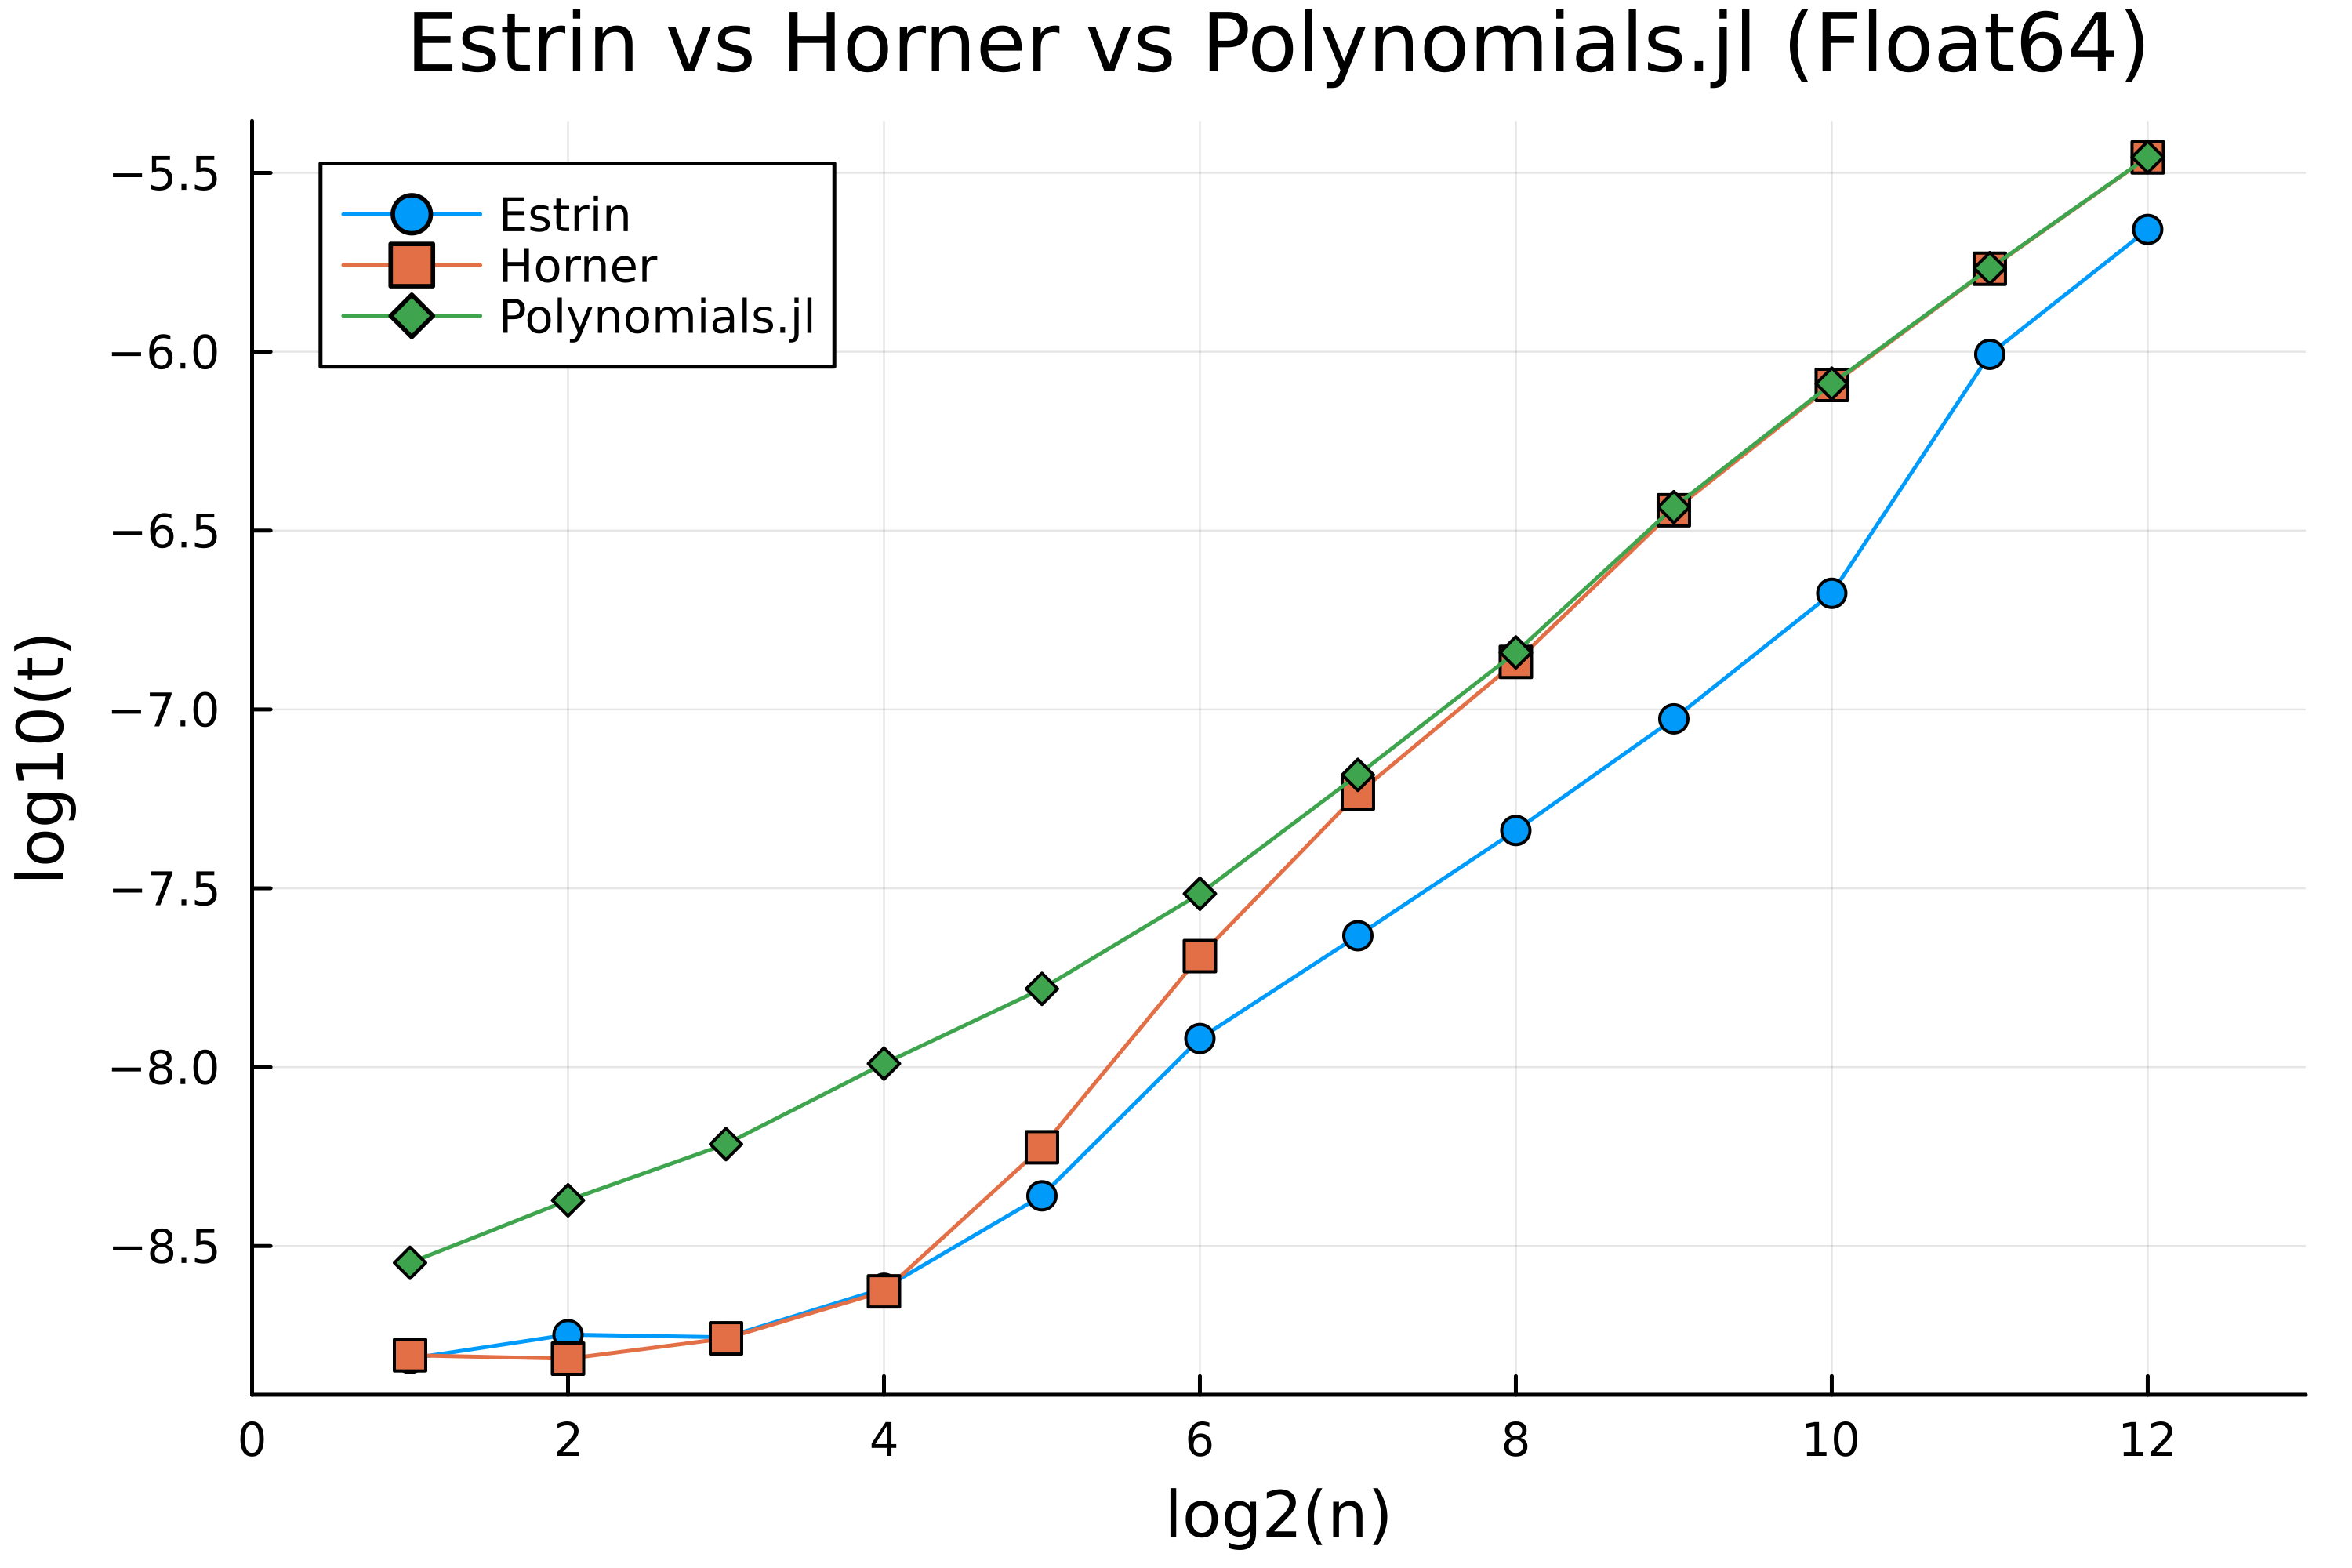 Estrin vs Horner vs Polynomials.jl (Float64)
Estrin
Horner
Polynomials.jl
−5.5
−6.0
−6.5
−7.0
−7.5
−8.0
−8.5
log10(t)
0 2 4 6 8 10 12
log2(n)